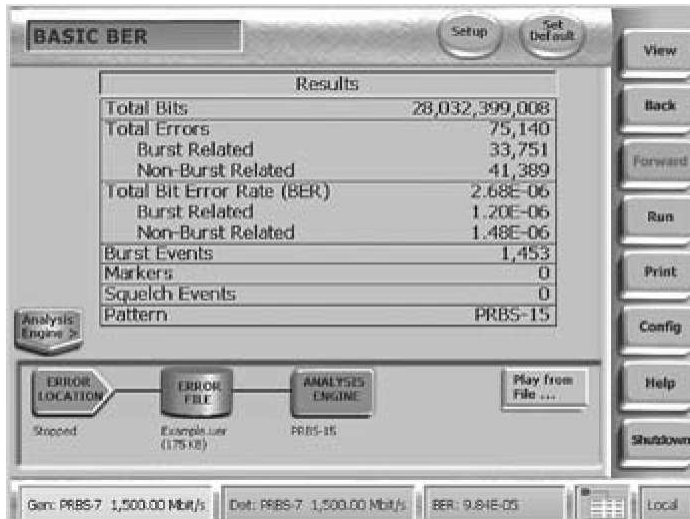 BASIC BER
Setup
Set Default
View
Back
Forward
Run
Print
Config
Help
Shutdown
Results
Total Bits 28,032,399,008
Total Errors 75,140
Burst Related 33,751
Non-Burst Related 41,389
Total Bit Error Rate (BER) 2.68E-06
Burst Related 1.20E-06
Non-Burst Related 1.48E-06
Burst Events 1,453
Markers 0
Squelch Events 0
Pattern PRBS-15
Analysis
Engine >
ERROR
LOCATION
ERROR
FILE
ANALYSIS
ENGINE
Play from
File ...
Stopped
Example.uer
(175 KB)
PRBS-15
Gen: PRBS-7 1,500.00 Mbit/s
Det: PRBS-7 1,500.00 Mbit/s
BER: 9.84E-05
Local